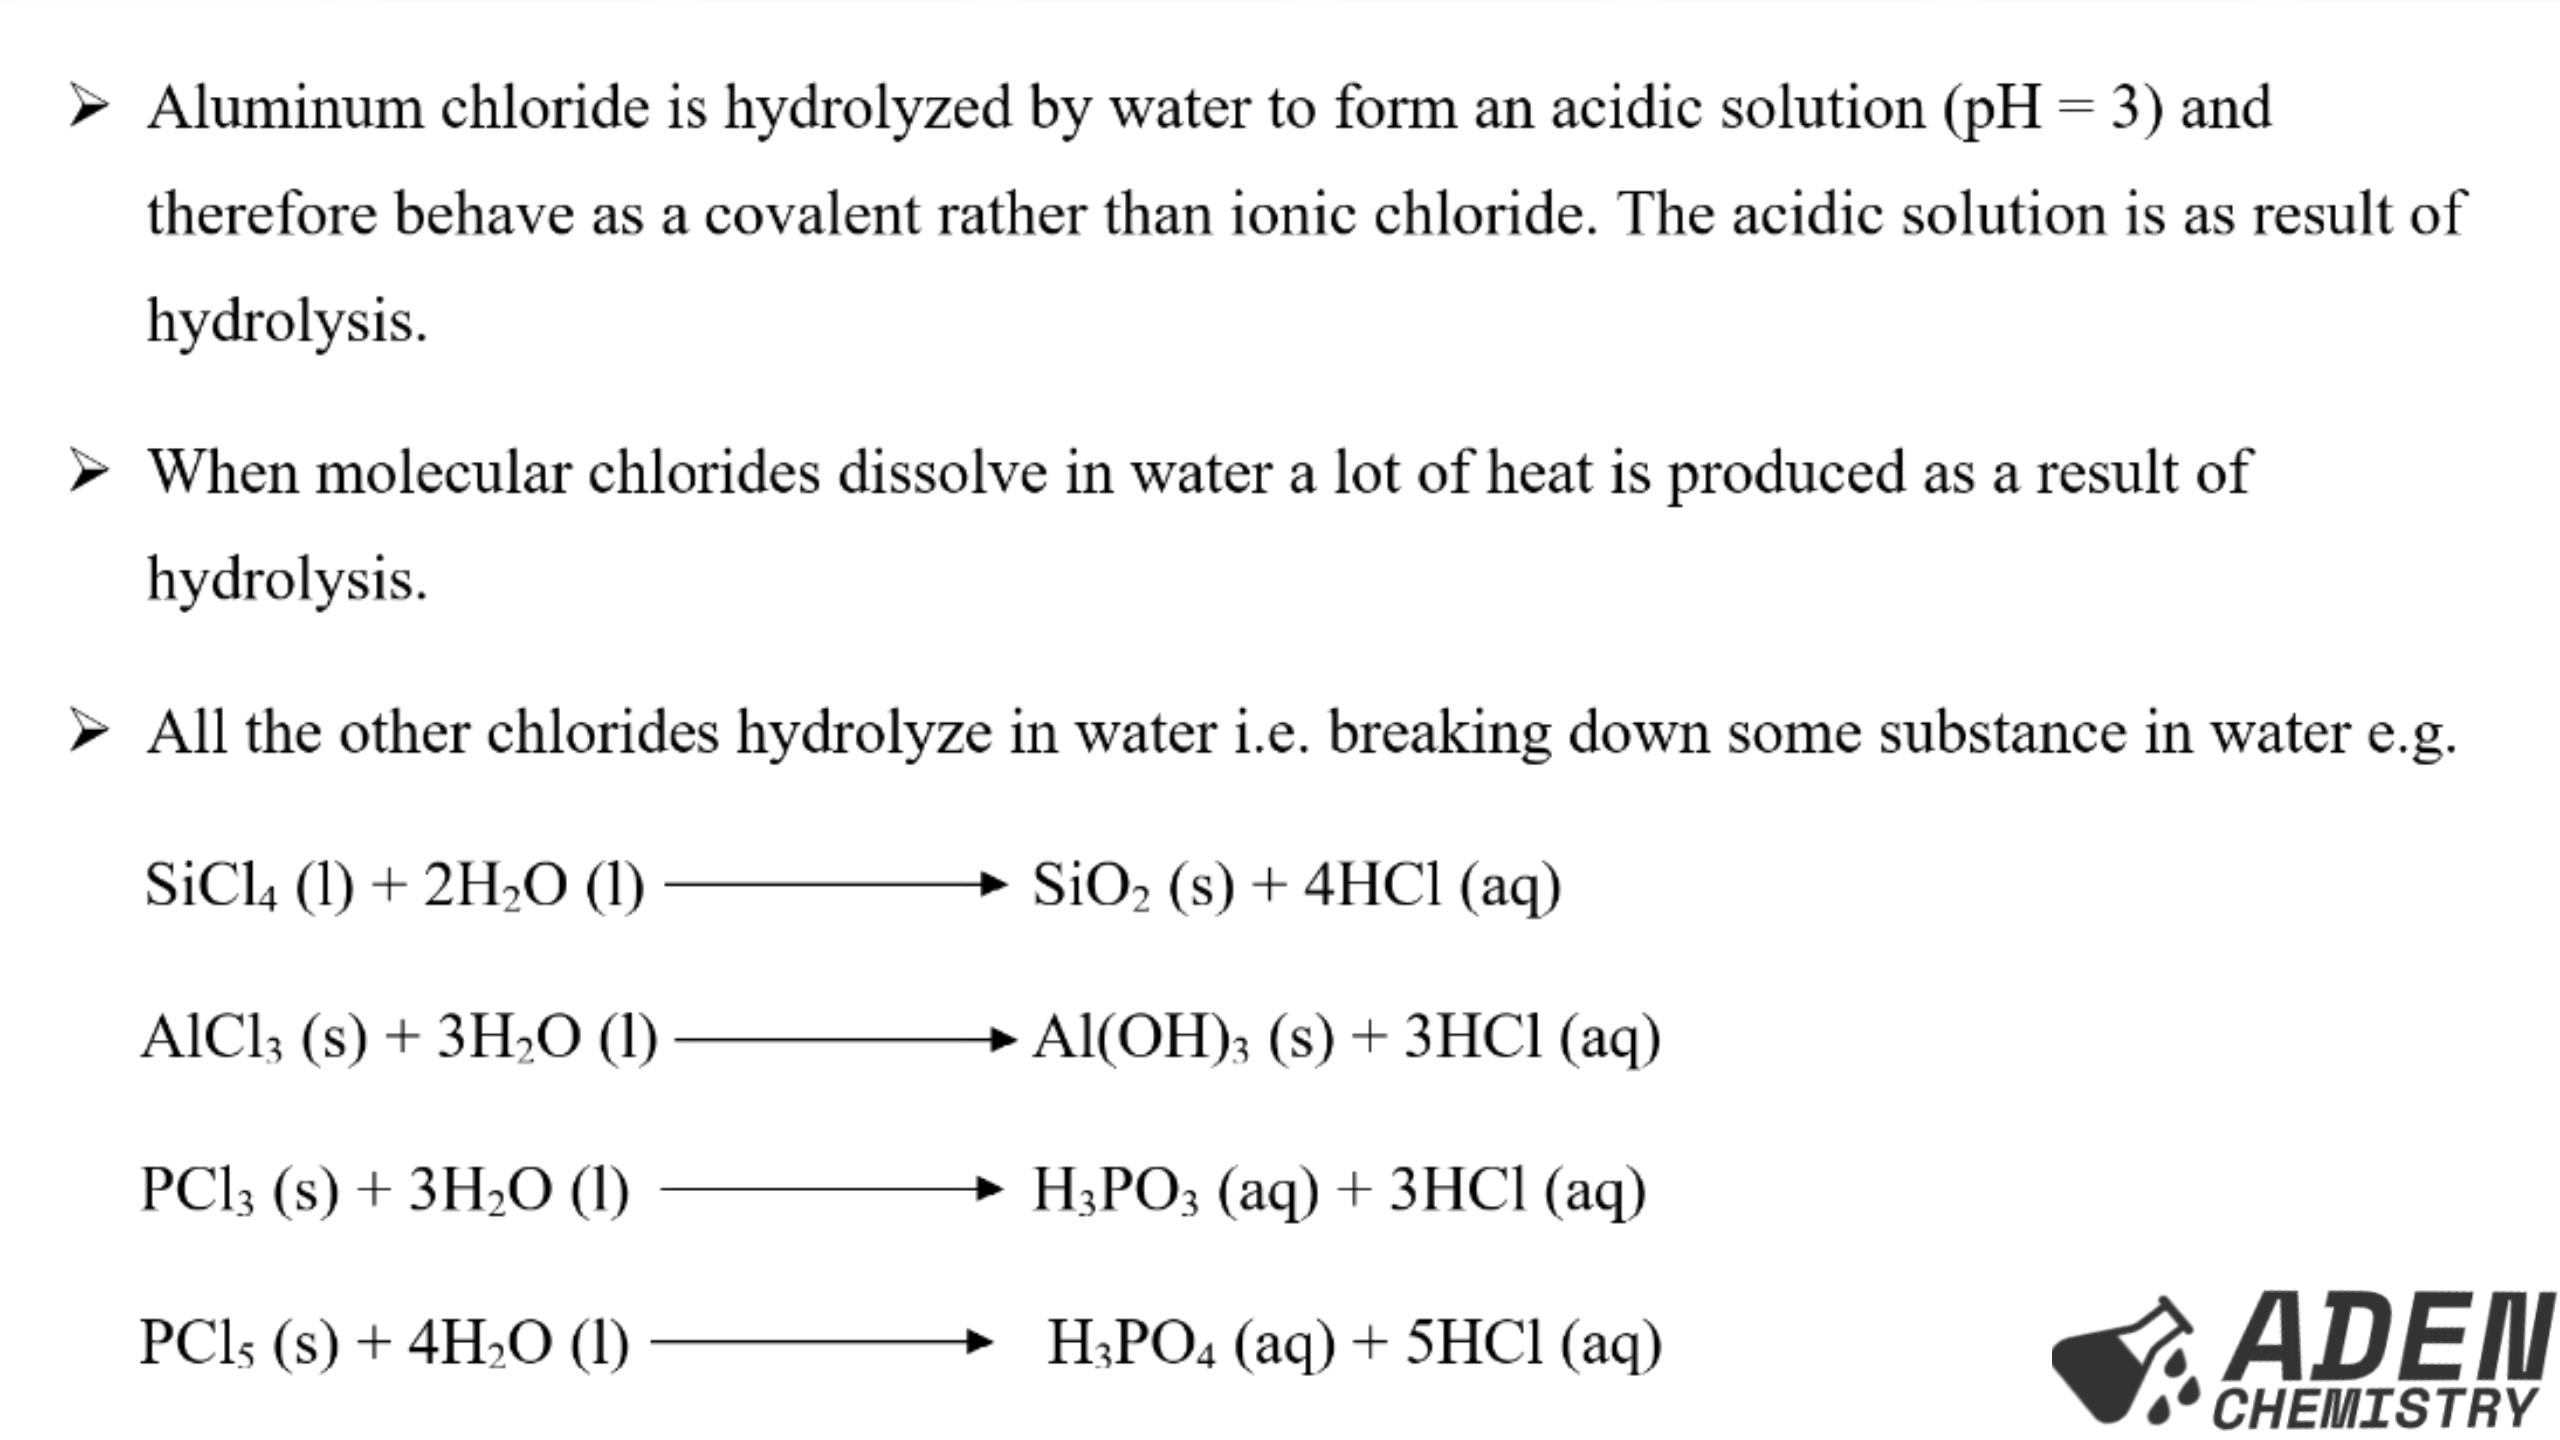 ➢ Aluminum chloride is hydrolyzed by water to form an acidic solution (pH = 3) and
therefore behave as a covalent rather than ionic chloride. The acidic solution is as result of
hydrolysis.
➢ When molecular chlorides dissolve in water a lot of heat is produced as a result of
hydrolysis.
➢ All the other chlorides hydrolyze in water i.e. breaking down some substance in water e.g.
SiCl₄ (l) + 2H₂O (l) ⟶ SiO₂ (s) + 4HCl (aq)
AlCl₃ (s) + 3H₂O (l) ⟶ Al(OH)₃ (s) + 3HCl (aq)
PCl₃ (s) + 3H₂O (l) ⟶ H₃PO₃ (aq) + 3HCl (aq)
PCl₅ (s) + 4H₂O (l) ⟶ H₃PO₄ (aq) + 5HCl (aq)
ADEN
CHEMISTRY